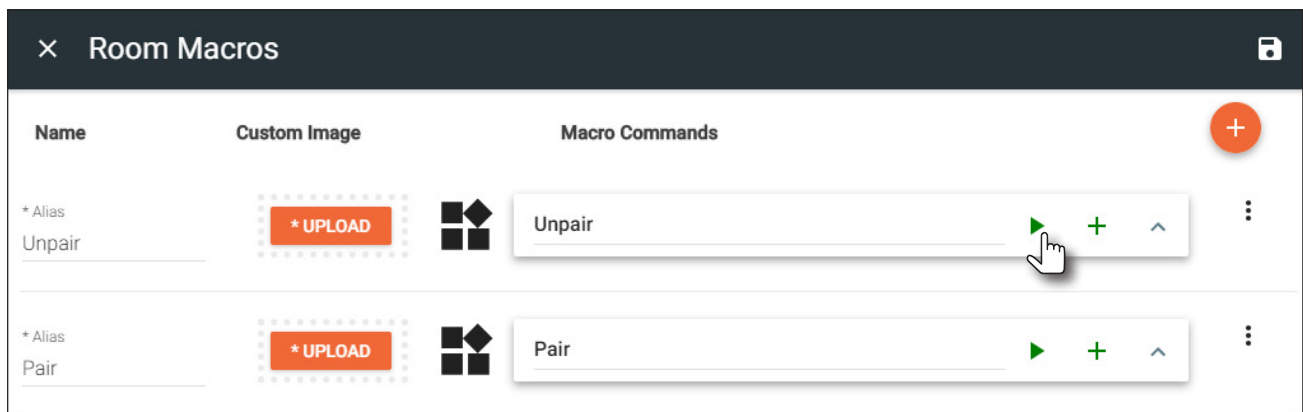 Room Macros
Name Custom Image Macro Commands
* Alias
Unpair
* UPLOAD
Unpair
* Alias
Pair
* UPLOAD
Pair